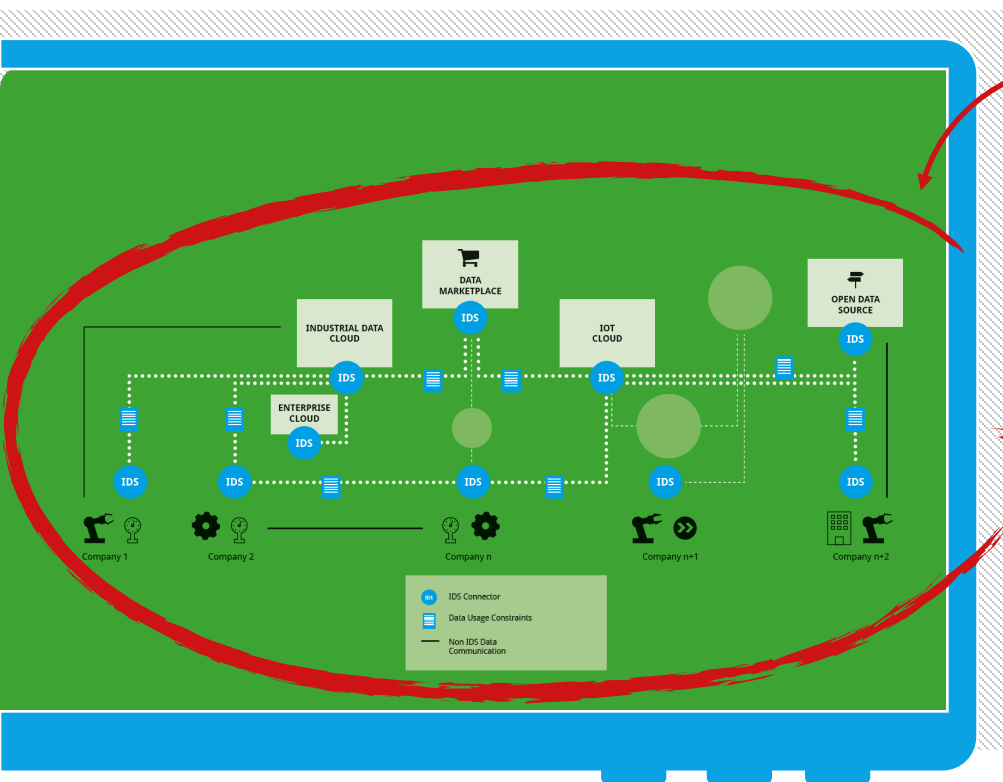 DATA
MARKETPLACE
IDS
OPEN DATA
SOURCE
IDS
INDUSTRIAL DATA
CLOUD
IDS
IOT
CLOUD
IDS
ENTERPRISE
CLOUD
IDS
IDS
IDS
IDS
IDS
IDS
Company 1
Company 2
Company n
Company n+1
Company n+2
IDS IDS Connector
Data Usage Constraints
Non IDS Data
Communication